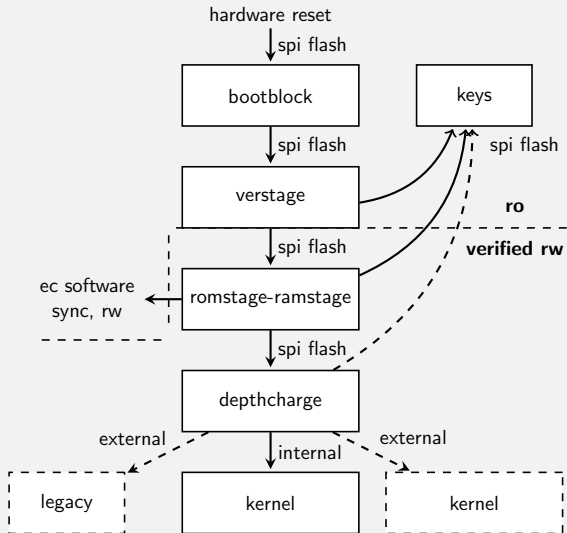 hardware reset
spi flash
bootblock
keys
spi flash
spi flash
verstage
ro
spi flash
verified rw
ec software
sync, rw
romstage-ramstage
spi flash
depthcharge
external
internal
external
legacy
kernel
kernel